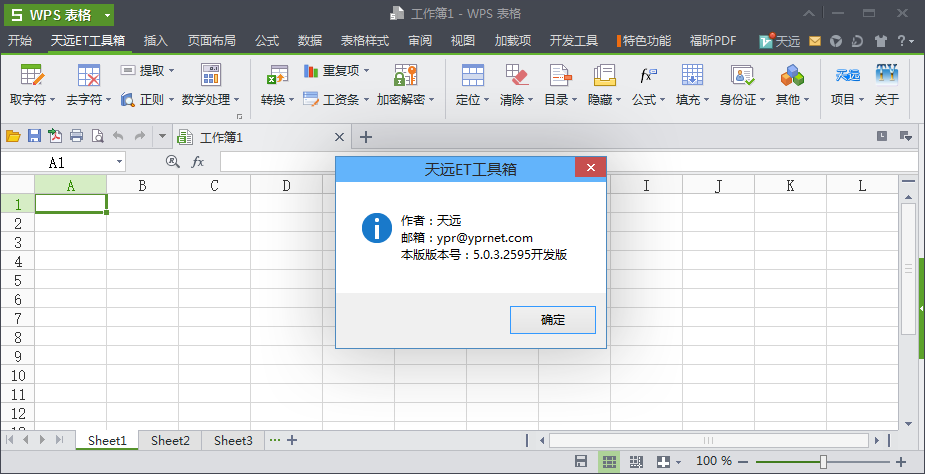 WPS 表格
工作簿1 - WPS 表格
开始 天远ET工具箱 插入 页面布局 公式 数据 表格样式 审阅 视图 加载项 开发工具 特色功能 福昕PDF 天远 ?
提取 重复项 fx 天远
取字符 去字符 正则 数学处理 转换 工资条 加密解密 定位 清除 目录 隐藏 公式 填充 身份证 其他 项目 关于
工作簿1
A1 fx
A B C D I J K L
1
2
3
4
5
6
7
8
9
10
11
12
天远ET工具箱
作者：天远
邮箱：ypr@yprnet.com
本版版本号：5.0.3.2595开发版
确定
Sheet1 Sheet2 Sheet3 ···
100 %